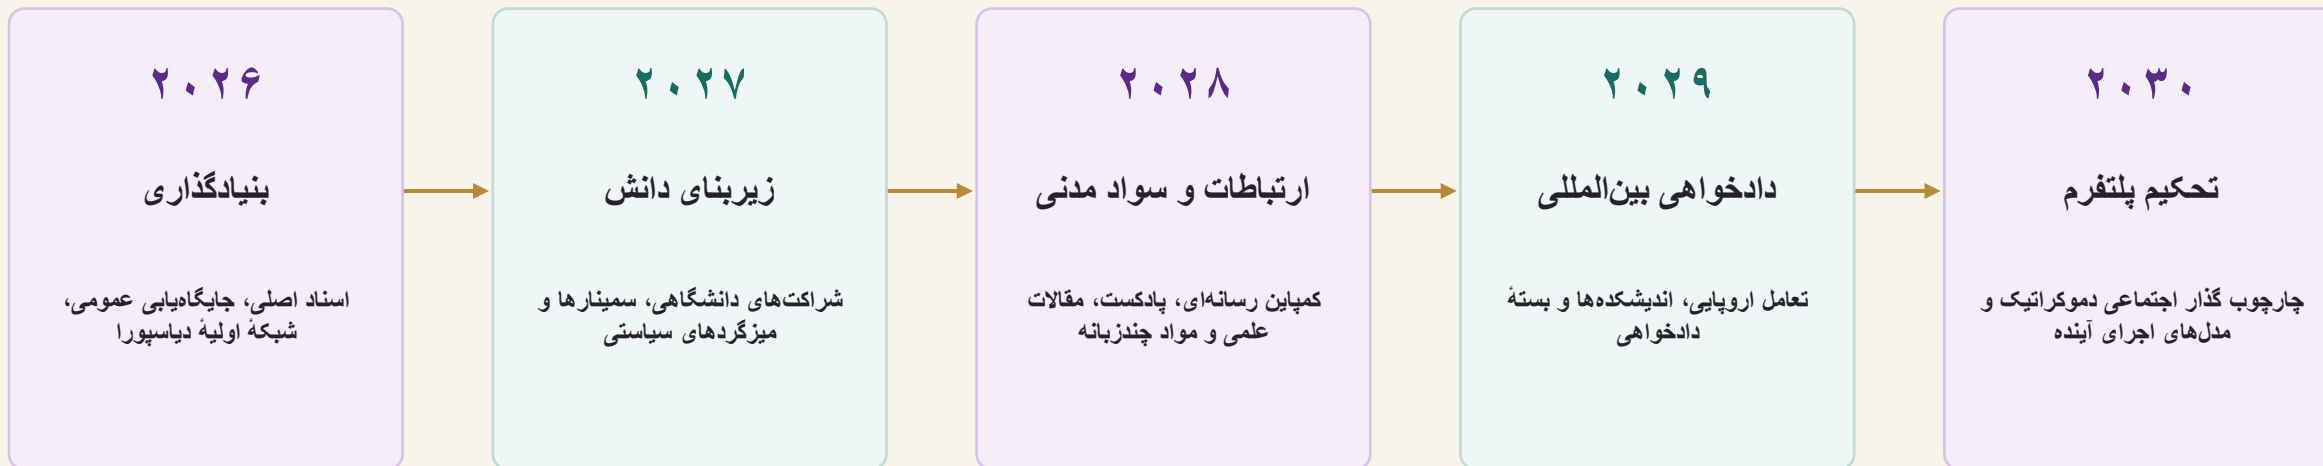 ۲۰۲۶
بنیادگذاری
اسناد اصلی، جایگاه‌یابی عمومی،
شبکهٔ اولیهٔ دیاسپورا
۲۰۲۷
زیربنای دانش
شراکت‌های دانشگاهی، سمینارها و
میزگردهای سیاستی
۲۰۲۸
ارتباطات و سواد مدنی
کمپاین رسانه‌ای، پادکست، مقالات
علمی و مواد چندزبانه
۲۰۲۹
دادخواهی بین‌المللی
تعامل اروپایی، اندیشکده‌ها و بستهٔ
دادخواهی
۲۰۳۰
تحکیم پلتفرم
چارچوب گذار اجتماعی دموکراتیک و
مدل‌های اجرای آینده